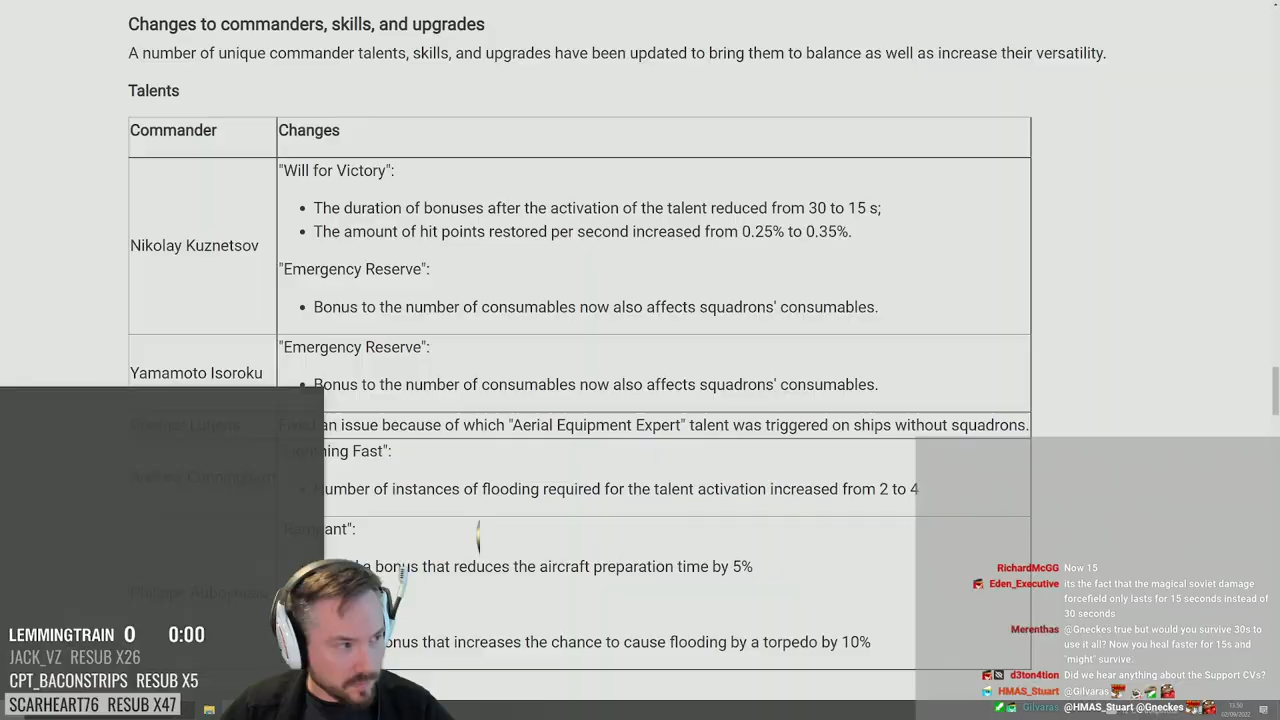 Changes to commanders, skills, and upgrades
A number of unique commander talents, skills, and upgrades have been updated to bring them to balance as well as increase their versatility.
Talents
Commander
Changes
Nikolay Kuznetsov
"Will for Victory":
• The duration of bonuses after the activation of the talent reduced from 30 to 15 s;
• The amount of hit points restored per second increased from 0.25% to 0.35%.
"Emergency Reserve":
• Bonus to the number of consumables now also affects squadrons' consumables.
Yamamoto Isoroku
"Emergency Reserve":
• Bonus to the number of consumables now also affects squadrons' consumables.
an issue because of which "Aerial Equipment Expert" talent was triggered on ships without squadrons.
Fast":
Number of instances of flooding required for the talent activation increased from 2 to 4
a bonus that reduces the aircraft preparation time by 5%
bonus that increases the chance to cause flooding by a torpedo by 10%
LEMMINGTRAIN 0 0:00
JACK_VZ RESUB X26
CPT_BACONSTRIPS RESUB X5
SCARHEART76 RESUB X47
RichardMcGG Now 15
Eden_Executive its the fact that the magical soviet damage
forcefield only lasts for 15 seconds instead of
30 seconds
Merenthas @Gneckes true but would you survive 30s to
use it all? Now you heal faster for 15s and
"might" survive.
d3ton4tion Did we hear anything about the Support CVs?
HMAS_Stuart @Gilvaras
Gilvaras @HMAS_Stuart @Gneckes
13:50
02/09/2022